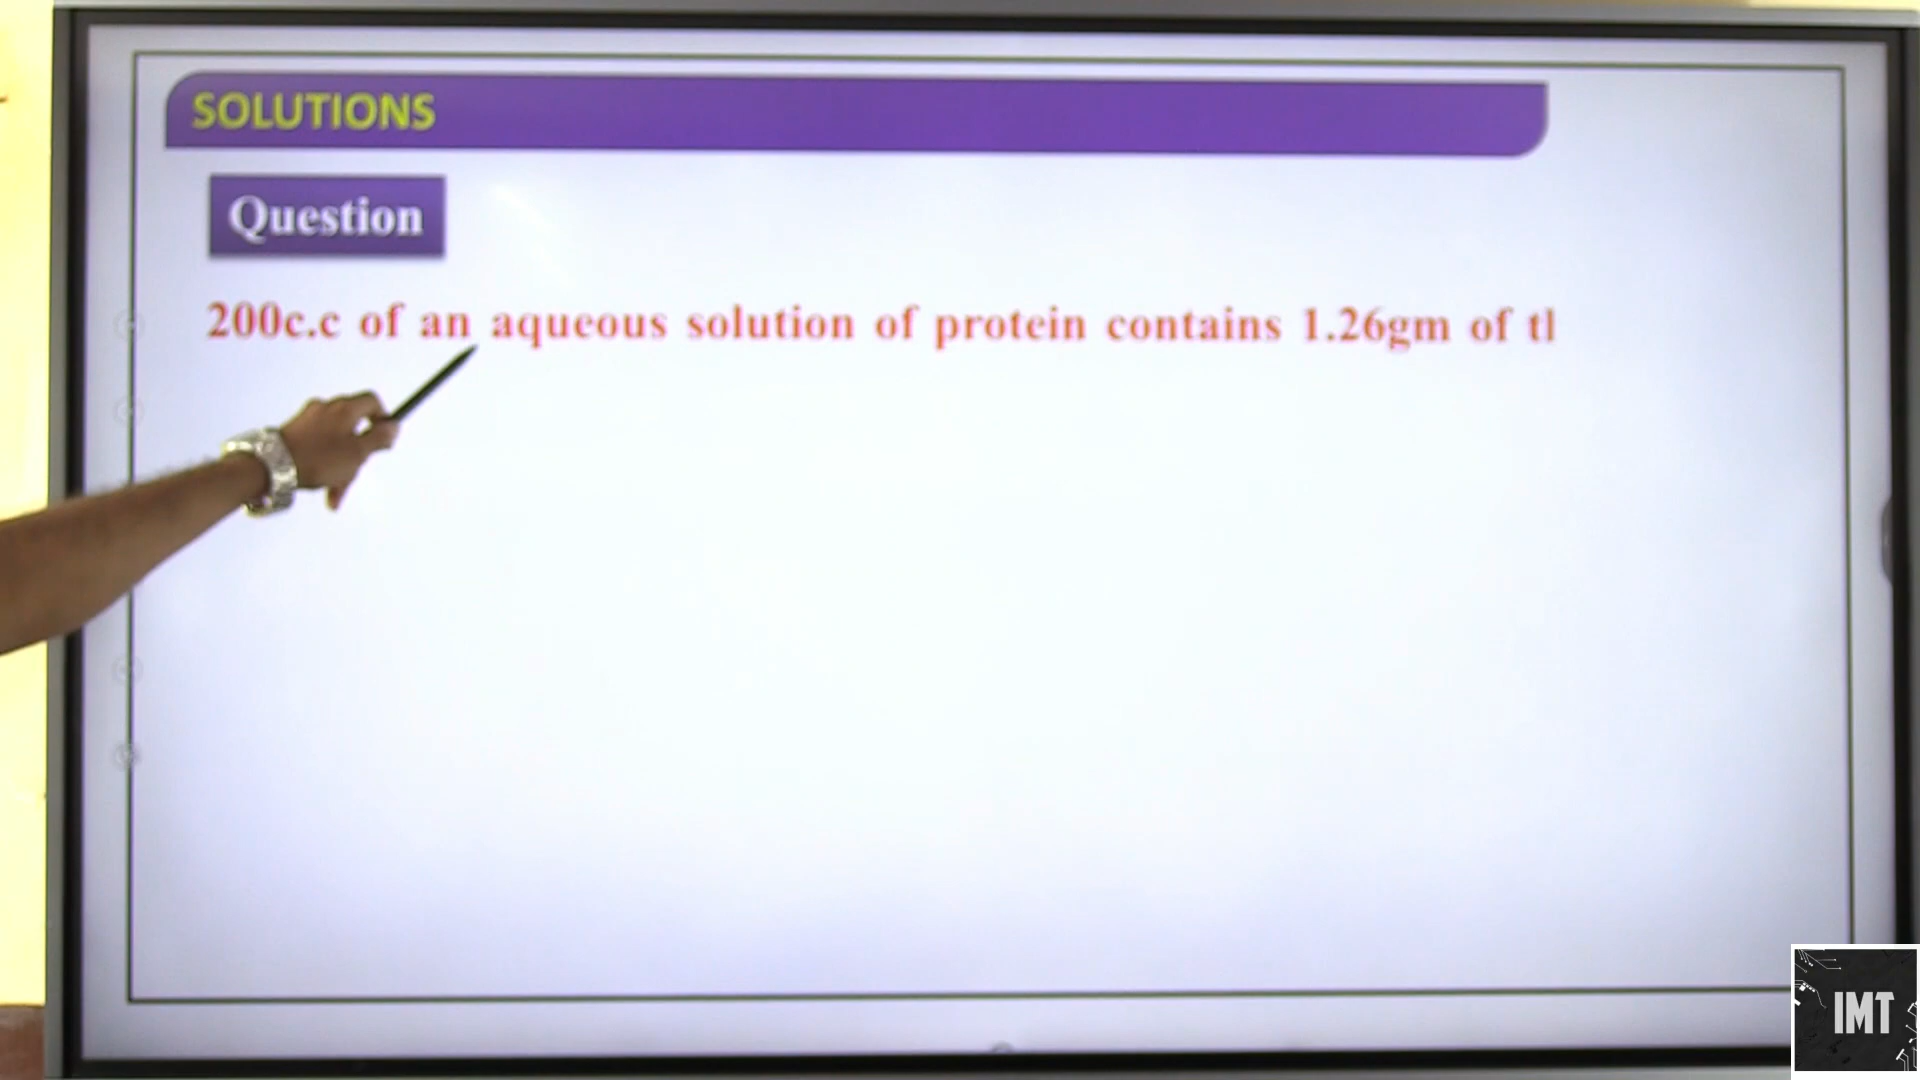 SOLUTIONS
Question
200c.c of an aqueous solution of protein contains 1.26gm of
IMT